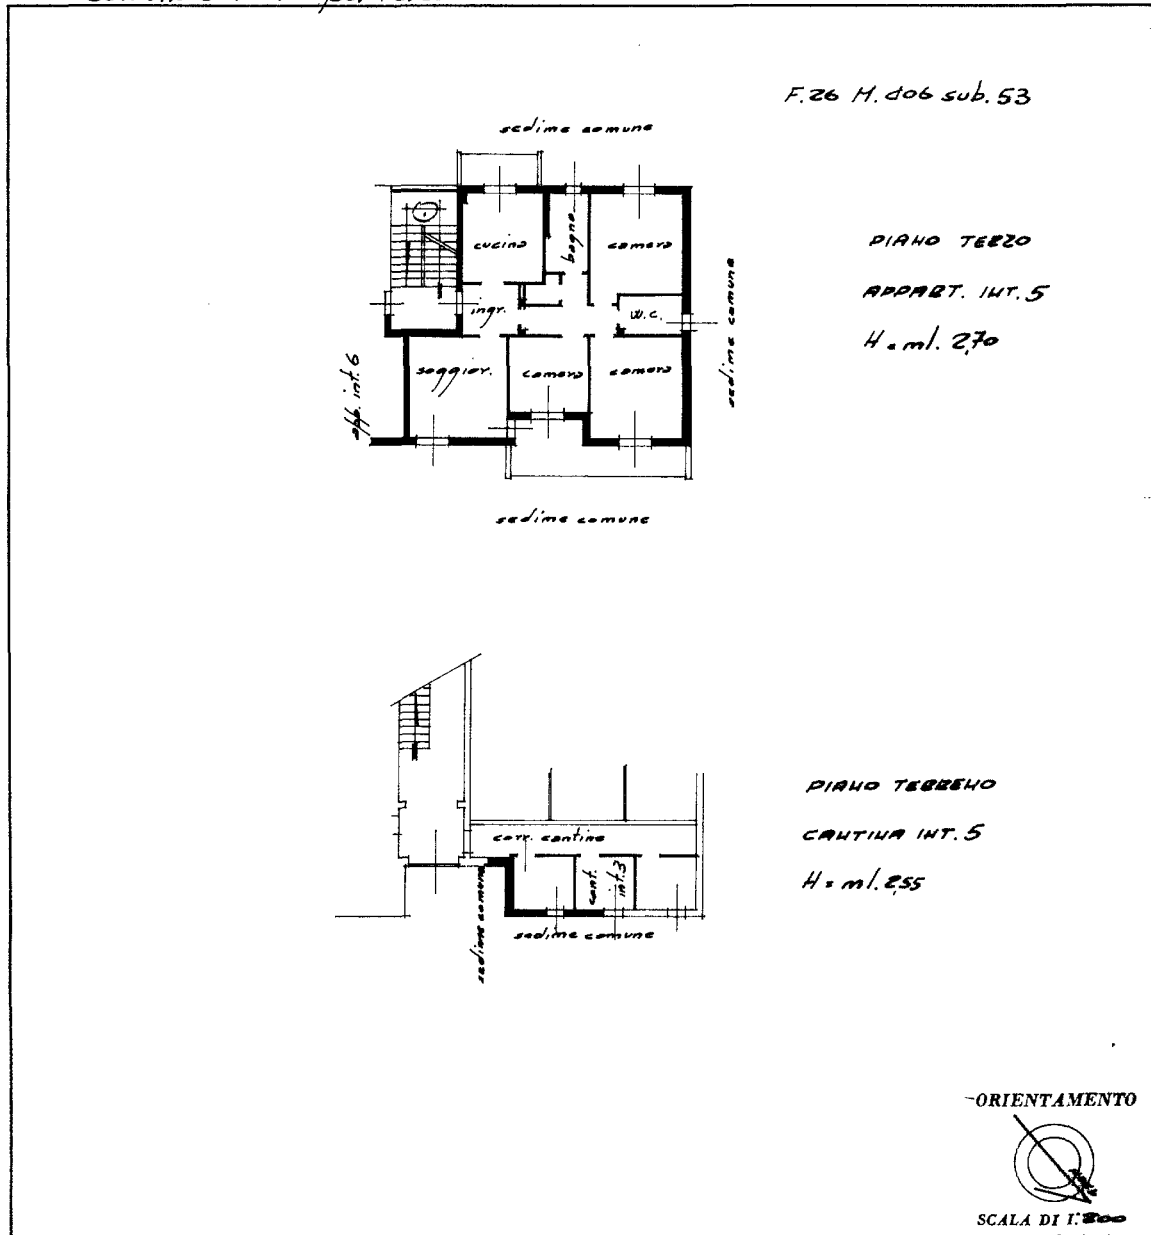 F.26 M. 406 sub. 53
sedime comune
PIANO TERZO
APPART. INT. 5
H = ml. 2,70
cucina
bagno
camera
ingr.
W.C.
soggior.
camera
camera
app. int. 6
sedime comune
sedime comune
PIANO TERRENO
CANTINA INT. 5
H = ml. 2,55
corr. cantine
cant.
int. 3
sedime comune
sedime comune
ORIENTAMENTO
SCALA DI 1:200